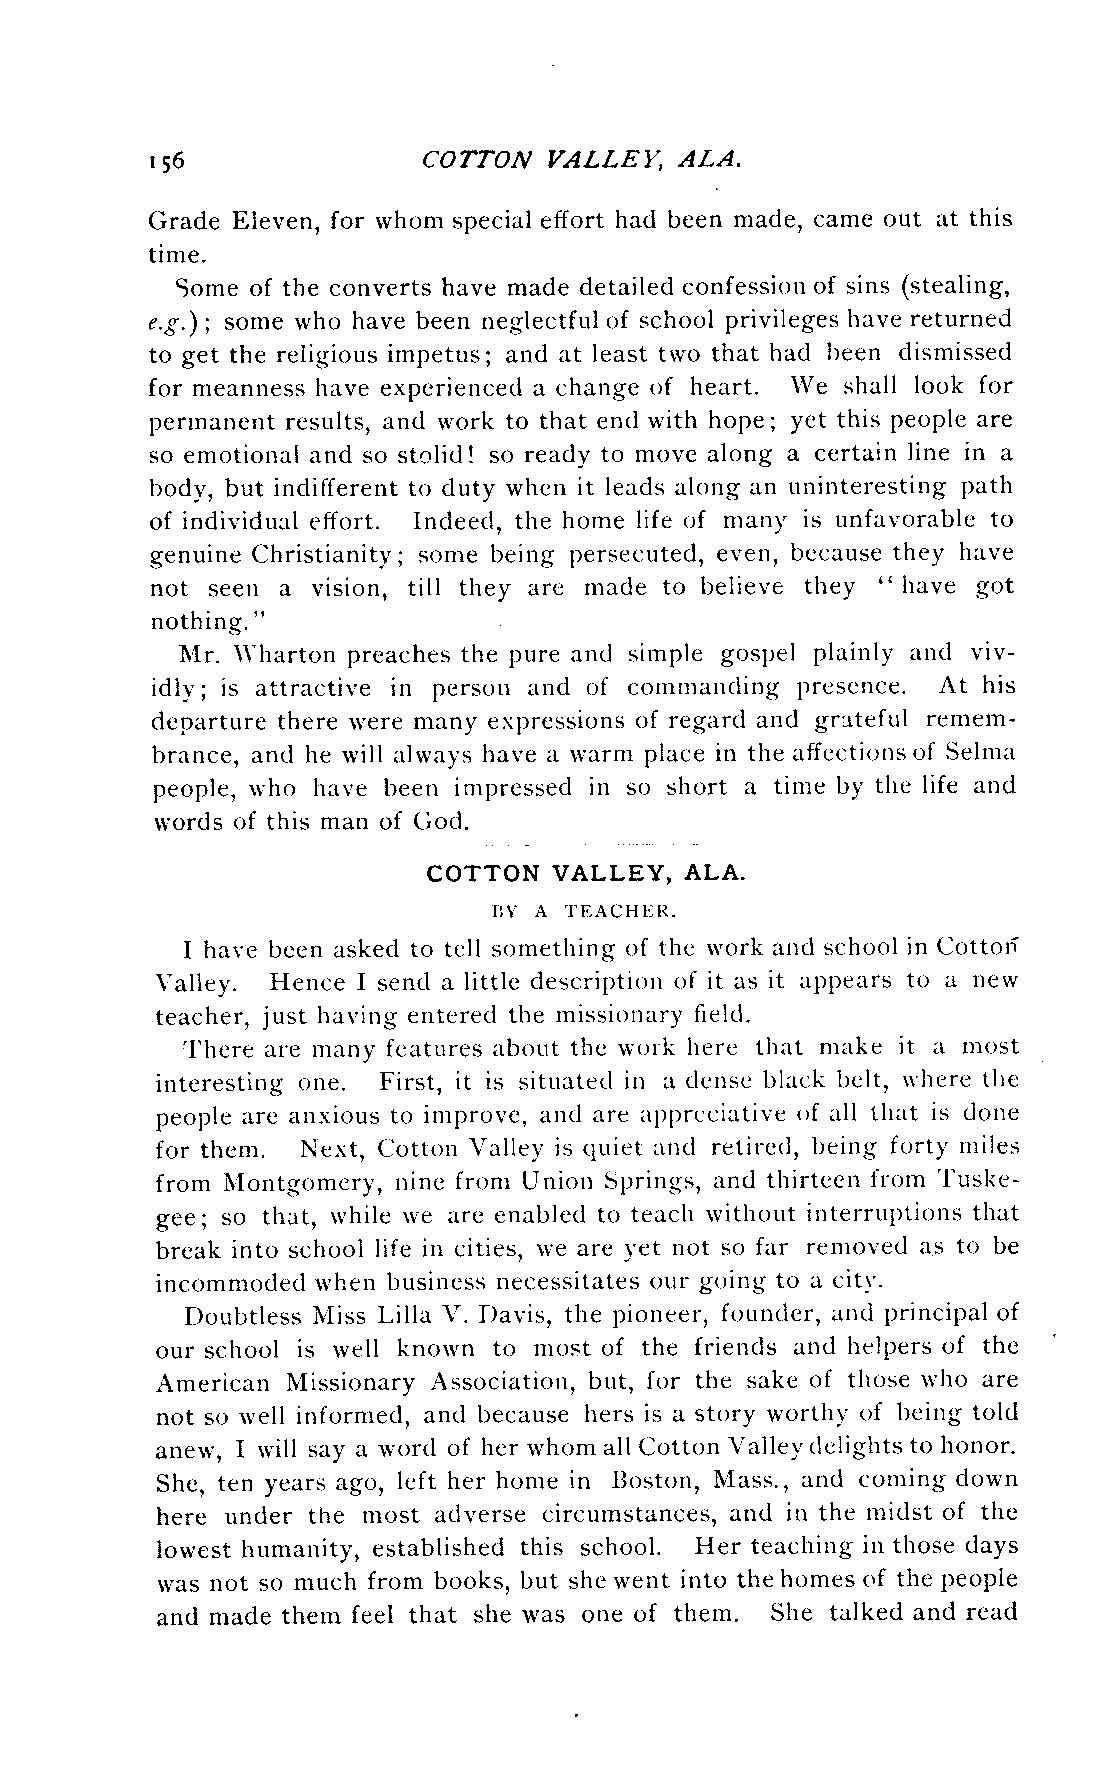 156 COTTON VALLEY, ALA.
Grade Eleven, for whom special effort had been made, came out at this
time.
Some of the converts have made detailed confession of sins (stealing,
e.g.); some who have been neglectful of school privileges have returned
to get the religious impetus; and at least two that had been dismissed
for meanness have experienced a change of heart. We shall look for
permanent results, and work to that end with hope; yet this people are
so emotional and so stolid! so ready to move along a certain line in a
body, but indifferent to duty when it leads along an uninteresting path
of individual effort. Indeed, the home life of many is unfavorable to
genuine Christianity; some being persecuted, even, because they have
not seen a vision, till they are made to believe they "have got
nothing."
Mr. Wharton preaches the pure and simple gospel plainly and viv-
idly; is attractive in person and of commanding presence. At his
departure there were many expressions of regard and grateful remem-
brance, and he will always have a warm place in the affections of Selma
people, who have been impressed in so short a time by the life and
words of this man of God.
COTTON VALLEY, ALA.
BY A TEACHER.
I have been asked to tell something of the work and school in Cotton
Valley. Hence I send a little description of it as it appears to a new
teacher, just having entered the missionary field.
There are many features about the work here that make it a most
interesting one. First, it is situated in a dense black belt, where the
people are anxious to improve, and are appreciative of all that is done
for them. Next, Cotton Valley is quiet and retired, being forty miles
from Montgomery, nine from Union Springs, and thirteen from Tuske-
gee; so that, while we are enabled to teach without interruptions that
break into school life in cities, we are yet not so far removed as to be
incommoded when business necessitates our going to a city.
Doubtless Miss Lilla V. Davis, the pioneer, founder, and principal of
our school is well known to most of the friends and helpers of the
American Missionary Association, but, for the sake of those who are
not so well informed, and because hers is a story worthy of being told
anew, I will say a word of her whom all Cotton Valley delights to honor.
She, ten years ago, left her home in Boston, Mass., and coming down
here under the most adverse circumstances, and in the midst of the
lowest humanity, established this school. Her teaching in those days
was not so much from books, but she went into the homes of the people
and made them feel that she was one of them. She talked and read